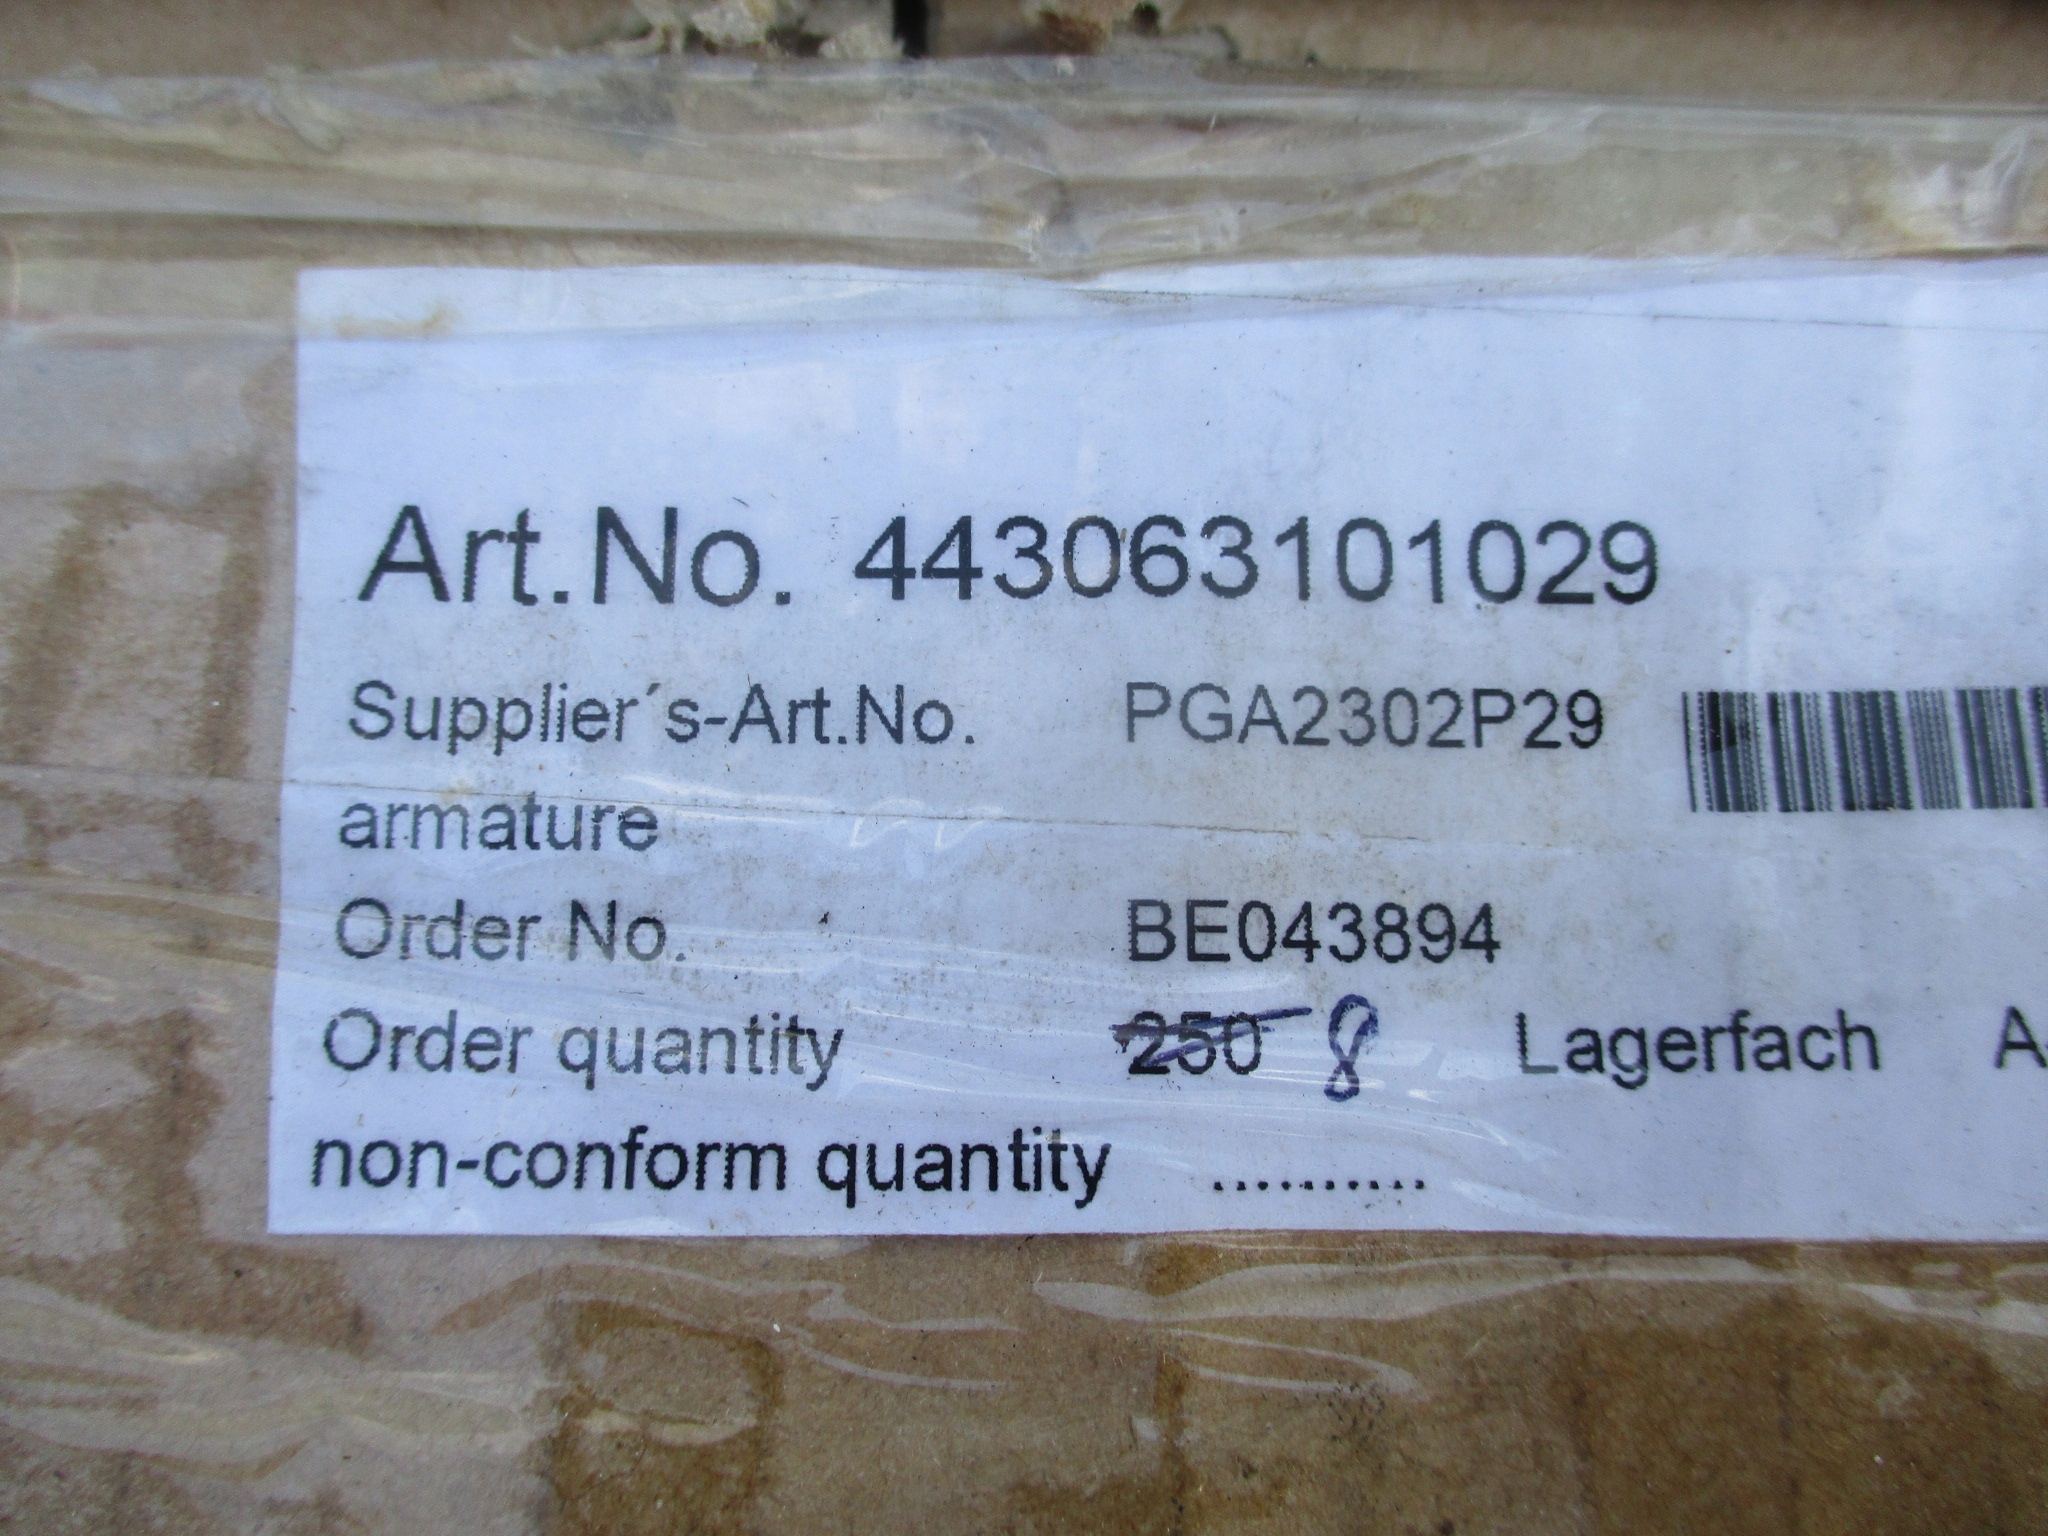 Art.No. 443063101029
Supplier´s-Art.No. PGA2302P29
armature
Order No. BE043894
Order quantity 250 8 Lagerfach A
non-conform quantity ..........